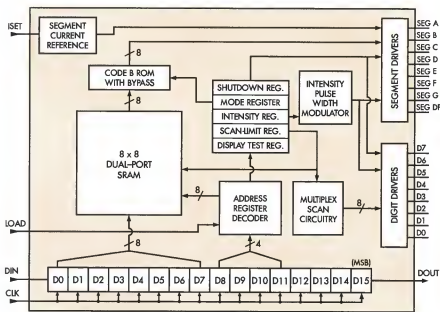 ISET
SEGMENT
CURRENT
REFERENCE
8
CODE B ROM
WITH BYPASS
8
8 x 8
DUAL-PORT
SRAM
SHUTDOWN REG.
MODE REGISTER
INTENSITY REG.
SCAN-LIMIT REG.
DISPLAY TEST REG.
INTENSITY
PULSE
WIDTH
MODULATOR
SEGMENT DRIVERS
SEG A
SEG B
SEG C
SEG D
SEG E
SEG F
SEG G
SEG DP
8
ADDRESS
REGISTER
DECODER
MULTIPLEX
SCAN
CIRCUITRY
8
DIGIT DRIVERS
D7
D6
D5
D4
D3
D2
D1
D0
LOAD
8
4
(MSB)
DIN
D0 D1 D2 D3 D4 D5 D6 D7 D8 D9 D10 D11 D12 D13 D14 D15
DOUT
CLK